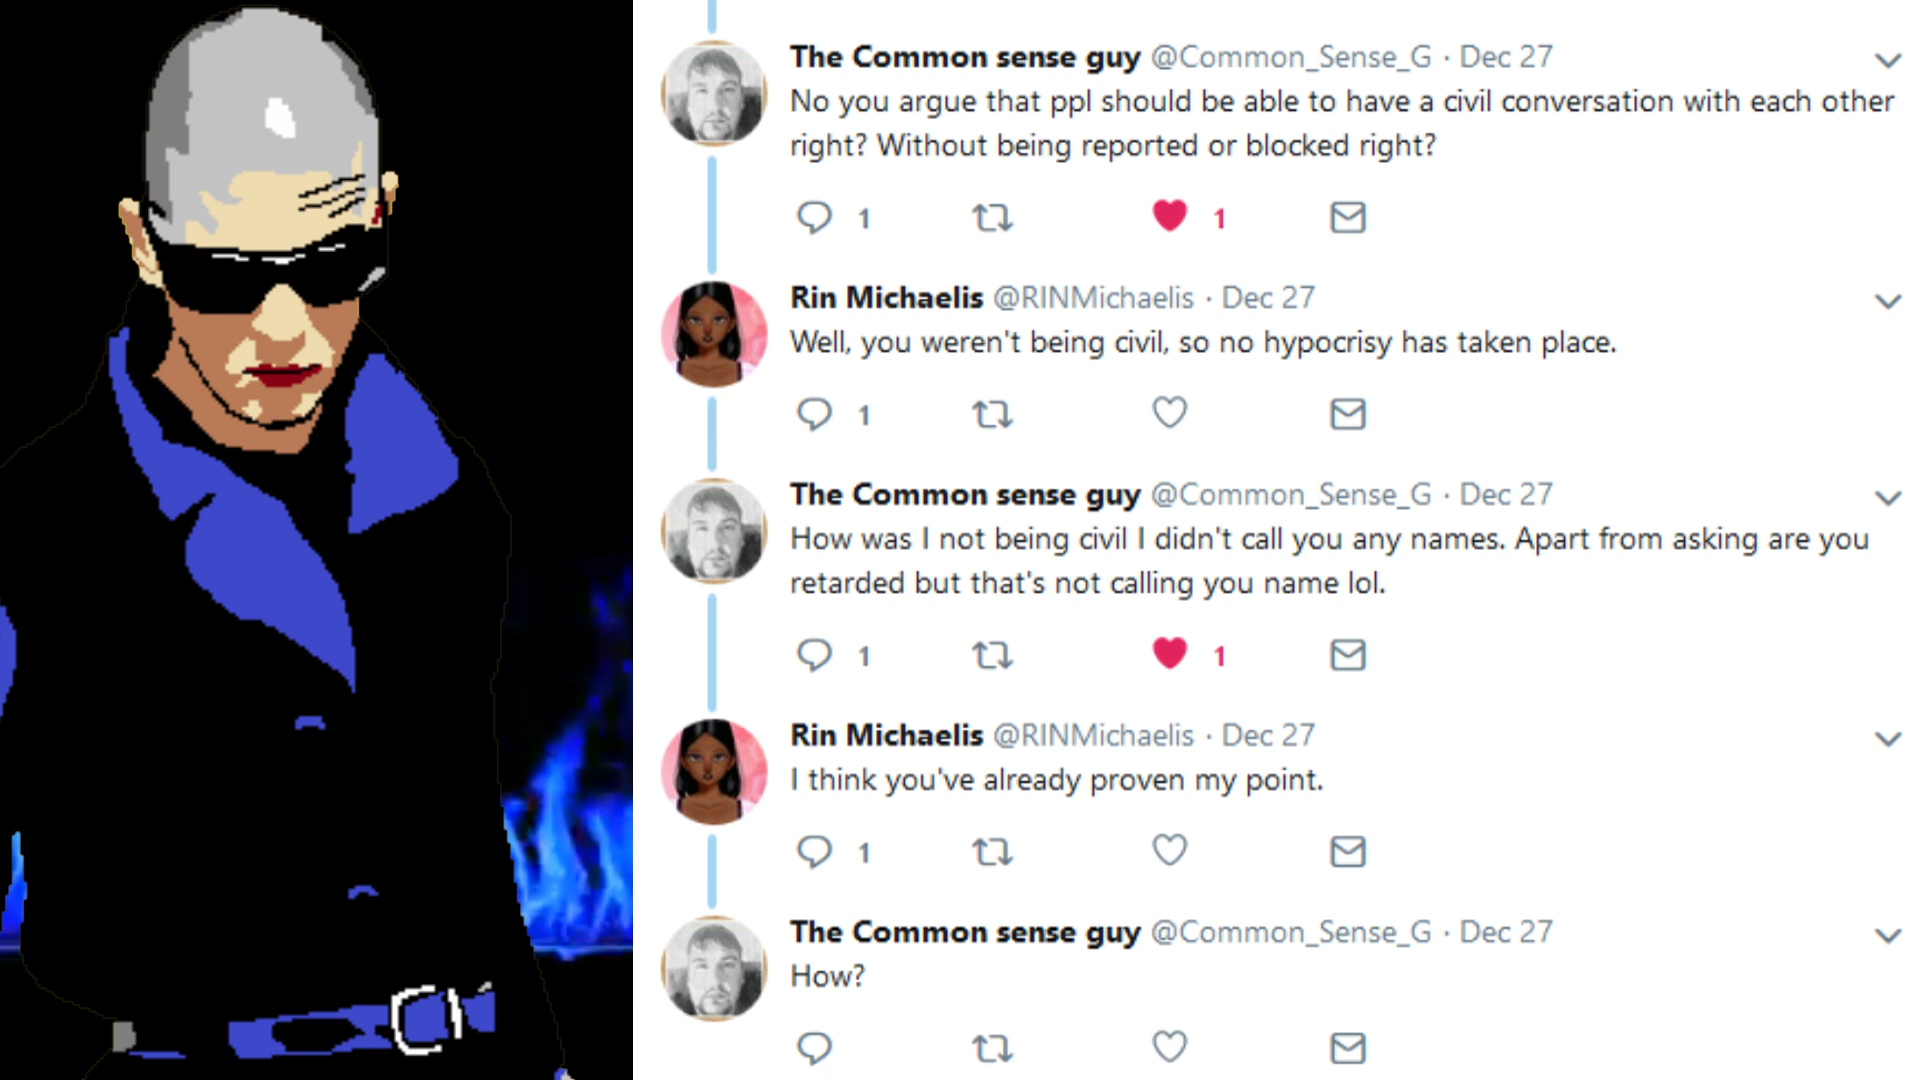 The Common sense guy @Common_Sense_G · Dec 27
No you argue that ppl should be able to have a civil conversation with each other
right? Without being reported or blocked right?
1 1
Rin Michaelis @RINMichaelis · Dec 27
Well, you weren't being civil, so no hypocrisy has taken place.
1
The Common sense guy @Common_Sense_G · Dec 27
How was I not being civil I didn't call you any names. Apart from asking are you
retarded but that's not calling you name lol.
1 1
Rin Michaelis @RINMichaelis · Dec 27
I think you've already proven my point.
1
The Common sense guy @Common_Sense_G · Dec 27
How?